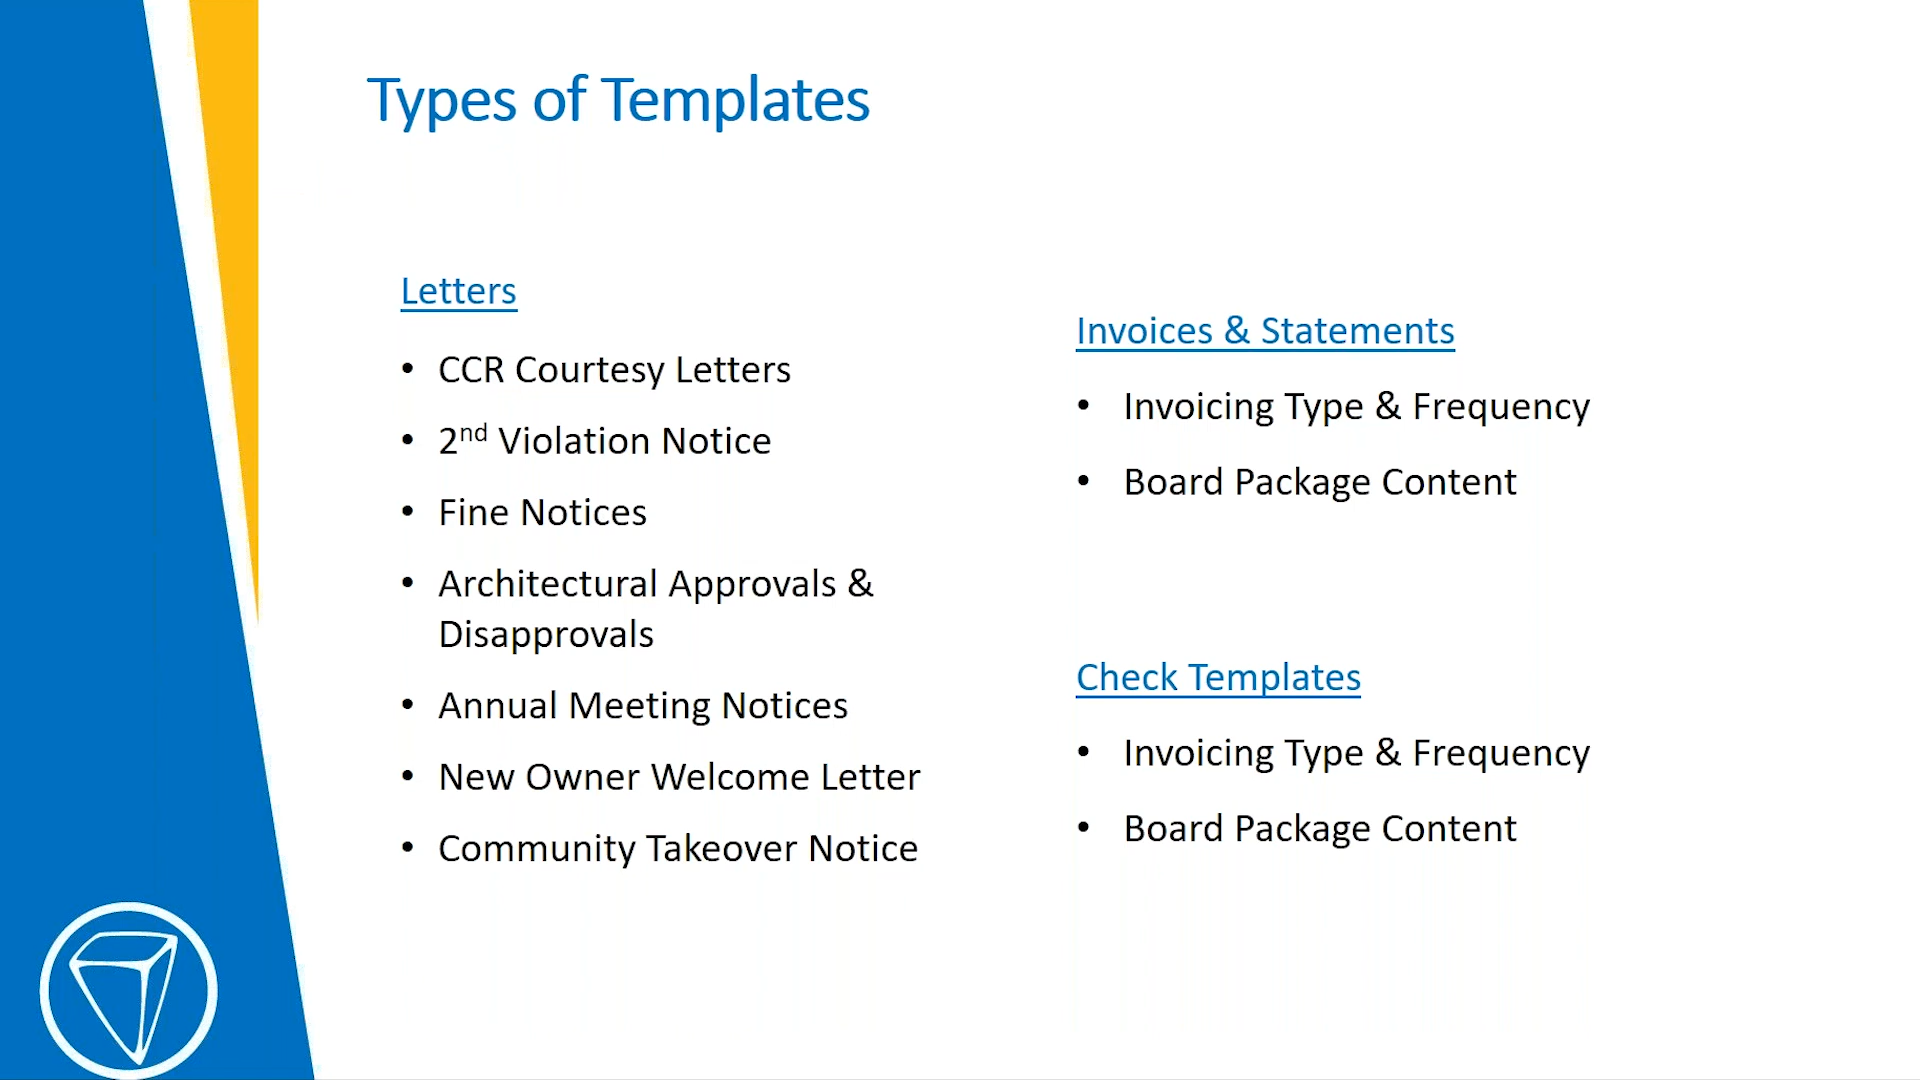 Types of Templates
Letters
• CCR Courtesy Letters
• 2nd Violation Notice
• Fine Notices
• Architectural Approvals &
Disapprovals
• Annual Meeting Notices
• New Owner Welcome Letter
• Community Takeover Notice
Invoices & Statements
• Invoicing Type & Frequency
• Board Package Content
Check Templates
• Invoicing Type & Frequency
• Board Package Content